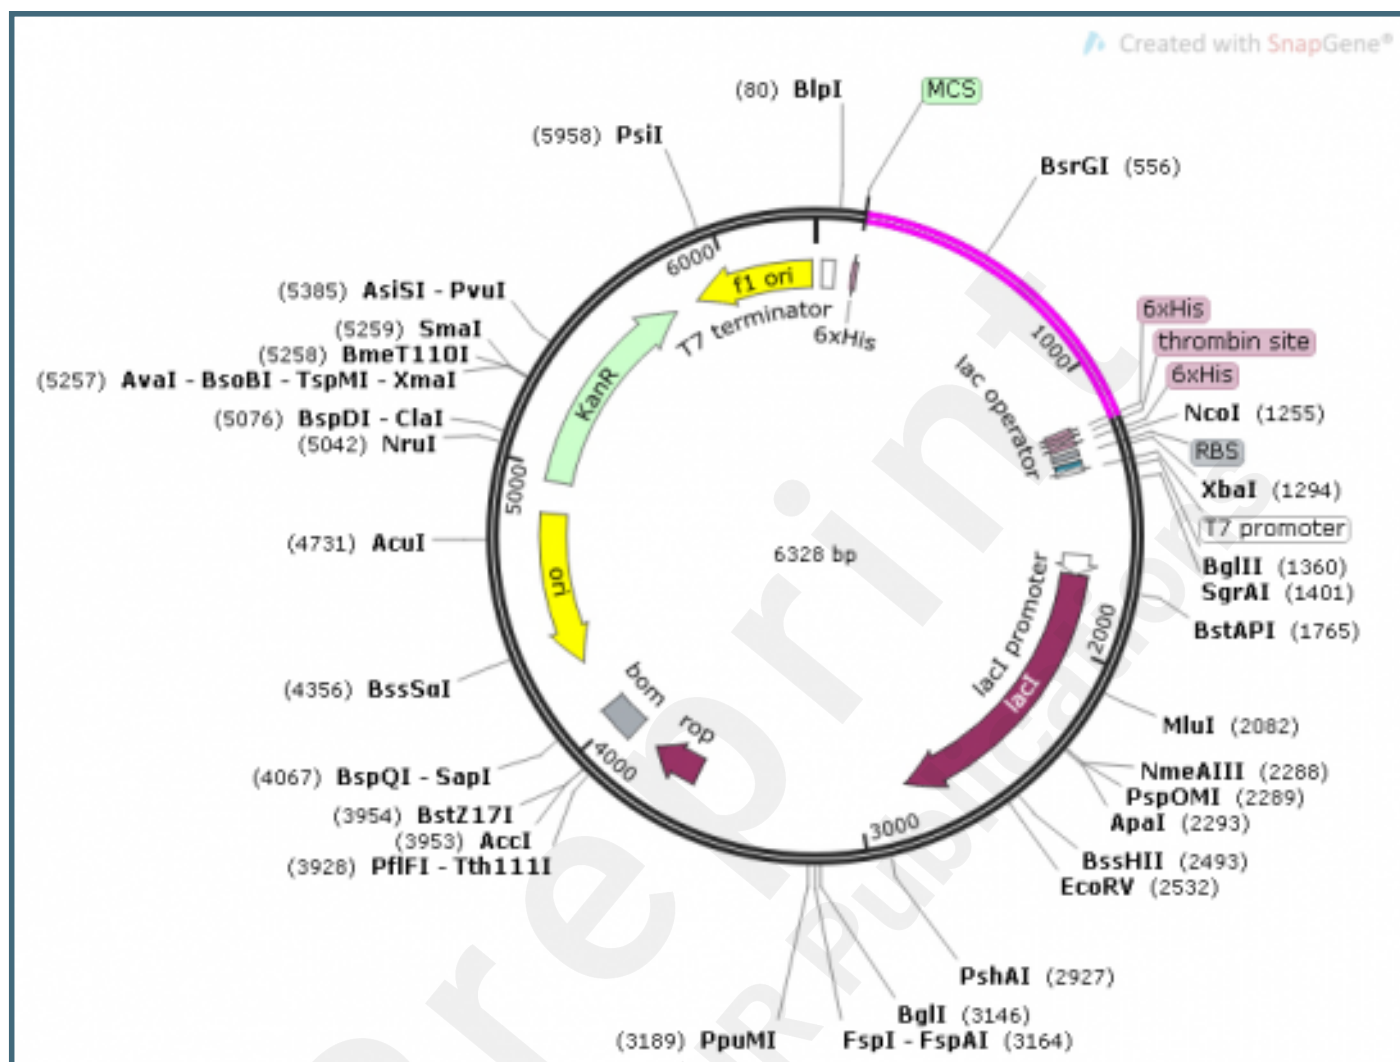 Created with SnapGene®
(80) BlpI
MCS
(5958) PsiI
BsrGI (556)
6000
f1 ori
T7 terminator
6xHis
(5385) AsiSI - PvuI
(5259) SmaI
(5258) BmeT110I
(5257) AvaI - BsoBI - TspMI - XmaI
(5076) BspDI - ClaI
(5042) NruI
KanR
1000
lac operator
6xHis
thrombin site
6xHis
NcoI (1255)
RBS
XbaI (1294)
T7 promoter
BglII (1360)
SgrAI (1401)
BstAPI (1765)
5000
(4731) AcuI
ori
6328 bp
lacI promoter
lacI
2000
(4356) BssSαI
bom
rop
MluI (2082)
4000
(4067) BspQI - SapI
(3954) BstZ17I
(3953) AccI
(3928) PflFI - Tth111I
NmeAIII (2288)
PspOMI (2289)
ApaI (2293)
3000
BssHII (2493)
EcoRV (2532)
PshAI (2927)
BglI (3146)
(3189) PpuMI
FspI - FspAI (3164)
reprint
R Publications